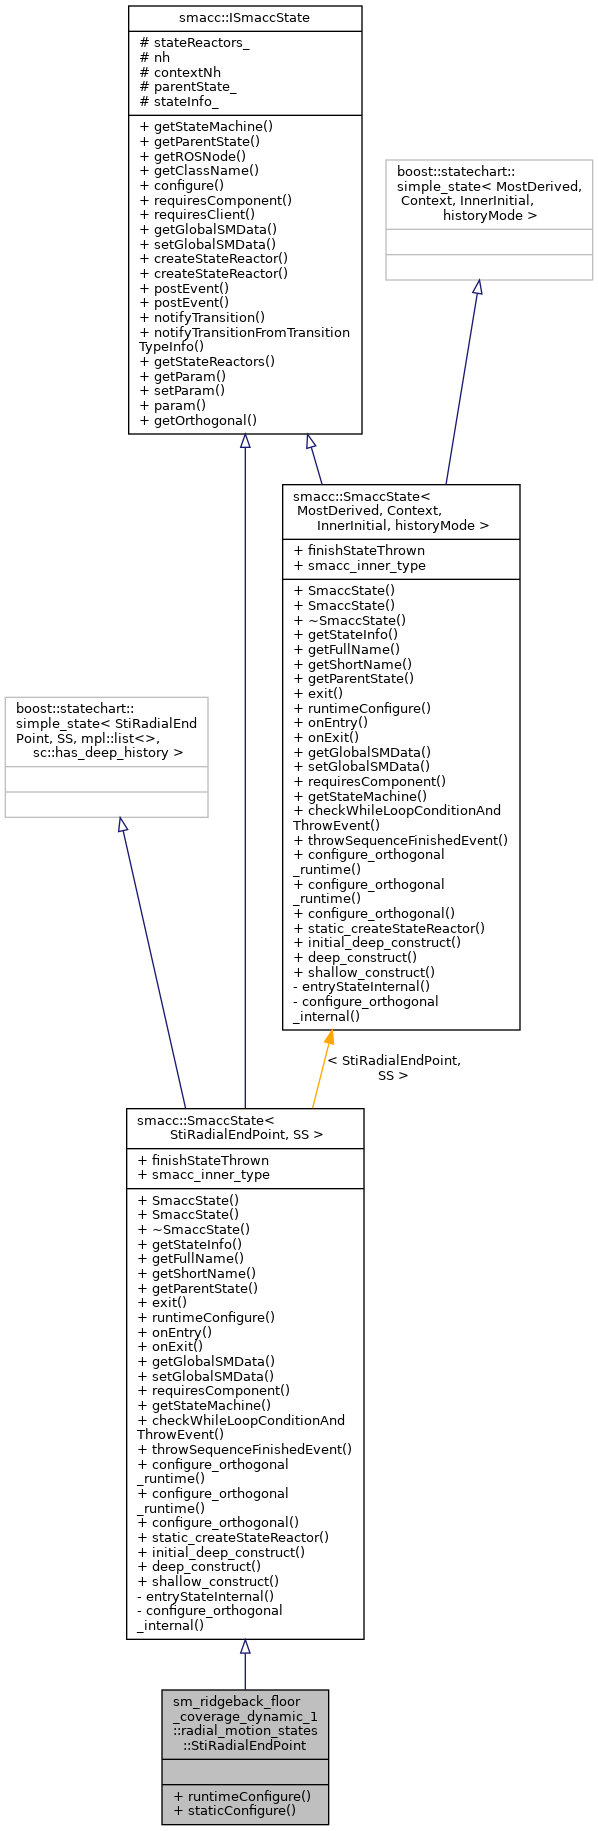 smacc::ISmaccState
# stateReactors_
# nh
# contextNh
# parentState_
# stateInfo_
+ getStateMachine()
+ getParentState()
+ getROSNode()
+ getClassName()
+ configure()
+ requiresComponent()
+ requiresClient()
+ getGlobalSMData()
+ setGlobalSMData()
+ createStateReactor()
+ createStateReactor()
+ postEvent()
+ postEvent()
+ notifyTransition()
+ notifyTransitionFromTransition
TypeInfo()
+ getStateReactors()
+ getParam()
+ setParam()
+ param()
+ getOrthogonal()
boost::statechart::
simple_state< MostDerived,
Context, InnerInitial,
historyMode >
smacc::SmaccState<
MostDerived, Context,
InnerInitial, historyMode >
+ finishStateThrown
+ smacc_inner_type
+ SmaccState()
+ SmaccState()
+ ~SmaccState()
+ getStateInfo()
+ getFullName()
+ getShortName()
+ getParentState()
+ exit()
+ runtimeConfigure()
+ onEntry()
+ onExit()
+ getGlobalSMData()
+ setGlobalSMData()
+ requiresComponent()
+ getStateMachine()
+ checkWhileLoopConditionAnd
ThrowEvent()
+ throwSequenceFinishedEvent()
+ configure_orthogonal
_runtime()
+ configure_orthogonal
_runtime()
+ configure_orthogonal()
+ static_createStateReactor()
+ initial_deep_construct()
+ deep_construct()
+ shallow_construct()
- entryStateInternal()
- configure_orthogonal
_internal()
boost::statechart::
simple_state< StiRadialEnd
Point, SS, mpl::list<>,
sc::has_deep_history >
< StiRadialEndPoint,
SS >
smacc::SmaccState<
StiRadialEndPoint, SS >
+ finishStateThrown
+ smacc_inner_type
+ SmaccState()
+ SmaccState()
+ ~SmaccState()
+ getStateInfo()
+ getFullName()
+ getShortName()
+ getParentState()
+ exit()
+ runtimeConfigure()
+ onEntry()
+ onExit()
+ getGlobalSMData()
+ setGlobalSMData()
+ requiresComponent()
+ getStateMachine()
+ checkWhileLoopConditionAnd
ThrowEvent()
+ throwSequenceFinishedEvent()
+ configure_orthogonal
_runtime()
+ configure_orthogonal
_runtime()
+ configure_orthogonal()
+ static_createStateReactor()
+ initial_deep_construct()
+ deep_construct()
+ shallow_construct()
- entryStateInternal()
- configure_orthogonal
_internal()
sm_ridgeback_floor
_coverage_dynamic_1
::radial_motion_states
::StiRadialEndPoint
+ runtimeConfigure()
+ staticConfigure()